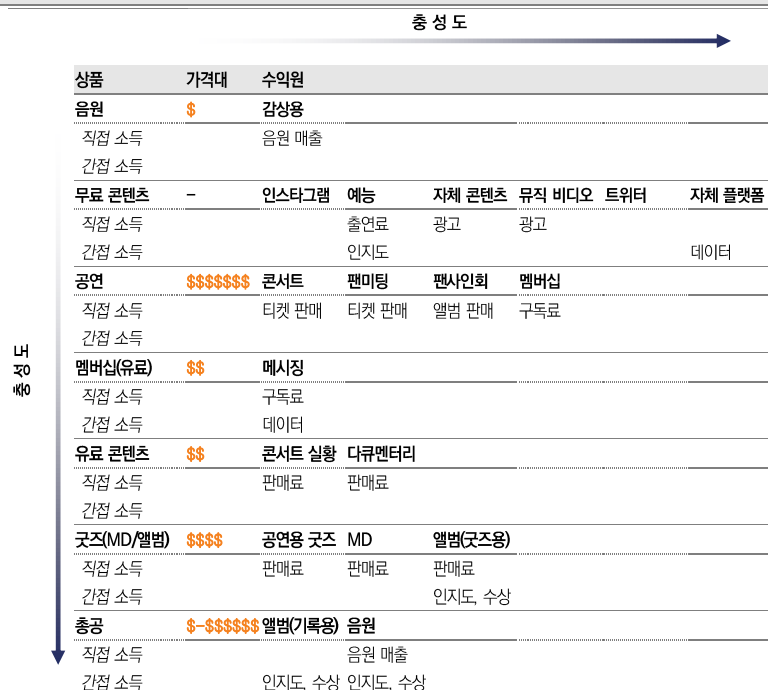 충성도
상품 가격대 수익원
음원 $ 감상용
직접 소득 음원 매출
간접 소득
무료 콘텐츠 – 인스타그램 예능 자체 콘텐츠 뮤직 비디오 트위터 자체 플랫폼
직접 소득 출연료 광고 광고
간접 소득 인지도 데이터
공연 $$$$$$$ 콘서트 팬미팅 팬사인회 멤버십
직접 소득 티켓 판매 티켓 판매 앨범 판매 구독료
간접 소득
충성도
멤버십(유료) $$ 메시징
직접 소득 구독료
간접 소득 데이터
유료 콘텐츠 $$ 콘서트 실황 다큐멘터리
직접 소득 판매료 판매료
간접 소득
굿즈(MD/앨범) $$$$ 공연용 굿즈 MD 앨범(굿즈용)
직접 소득 판매료 판매료 판매료
간접 소득 인지도, 수상
총공 $–$$$$$$ 앨범(기록용) 음원
직접 소득 음원 매출
간접 소득 인지도, 수상 인지도, 수상